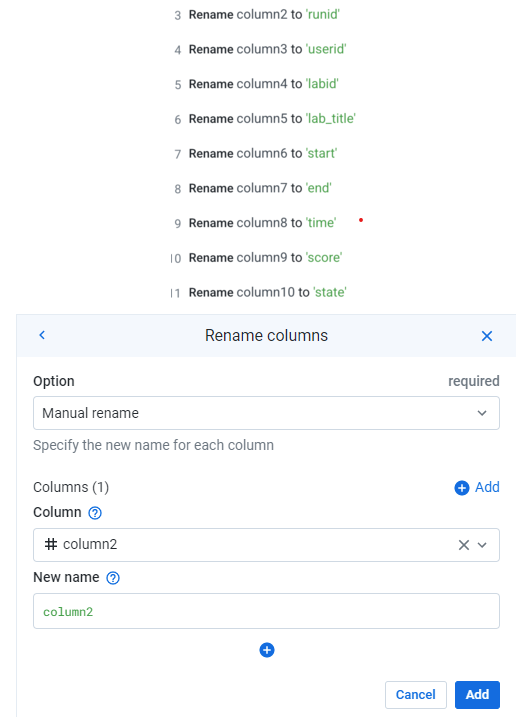 3 Rename column2 to 'runid'
4 Rename column3 to 'userid'
5 Rename column4 to 'labid'
6 Rename column5 to 'lab_title'
7 Rename column6 to 'start'
8 Rename column7 to 'end'
9 Rename column8 to 'time'
10 Rename column9 to 'score'
11 Rename column10 to 'state'
Rename columns
Option required
Manual rename
Specify the new name for each column
Columns (1) Add
Column
# column2
New name
column2
Cancel Add